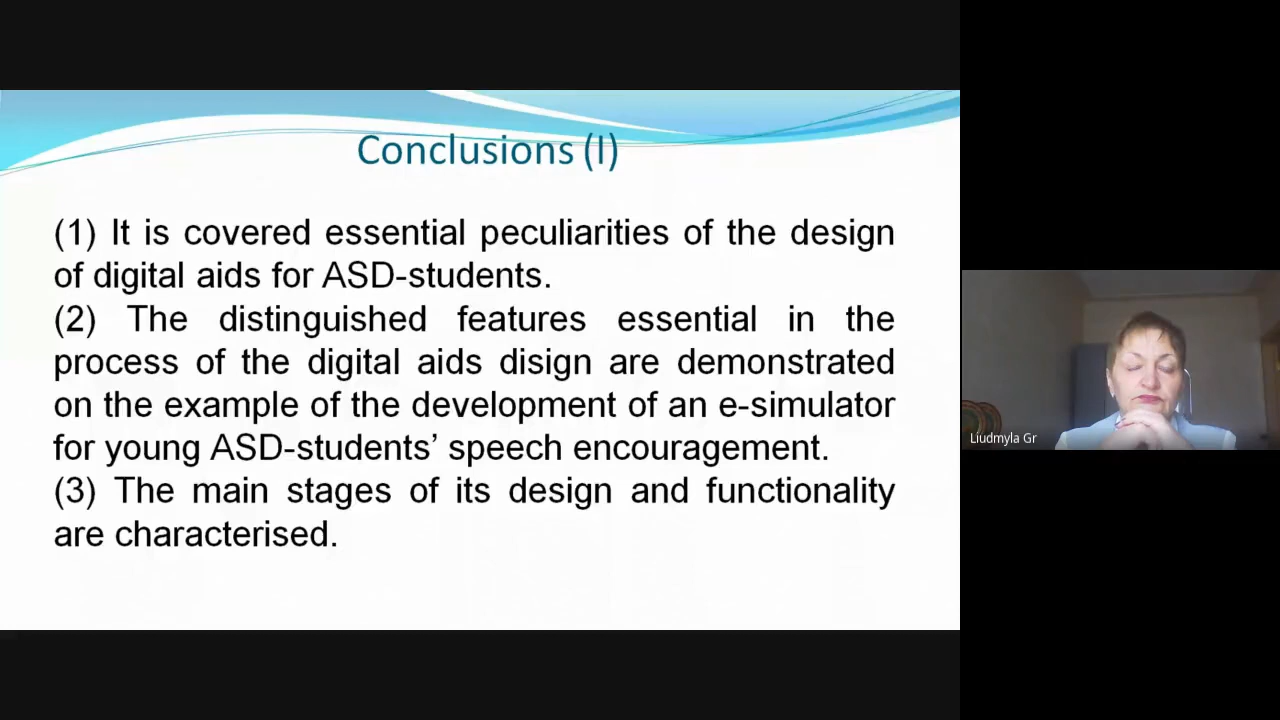 Conclusions (I)
(1) It is covered essential peculiarities of the design
of digital aids for ASD-students.
(2) The distinguished features essential in the
process of the digital aids disign are demonstrated
on the example of the development of an e-simulator
for young ASD-students’ speech encouragement.
(3) The main stages of its design and functionality
are characterised.
Liudmyla Gr